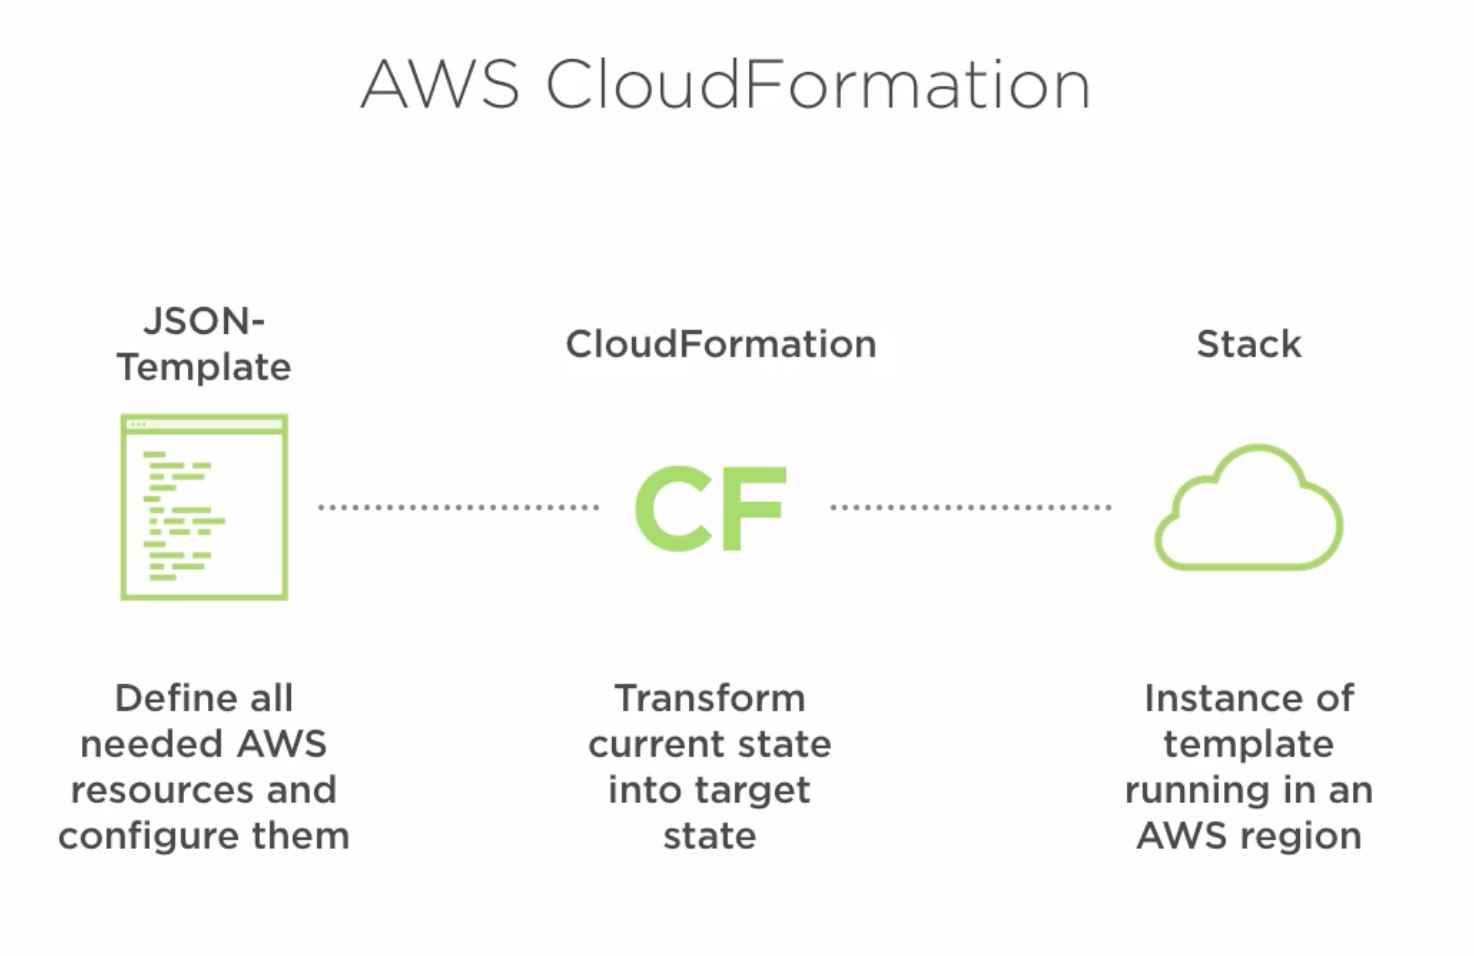 AWS CloudFormation
JSON-
Template
CloudFormation
Stack
CF
Define all
needed AWS
resources and
configure them
Transform
current state
into target
state
Instance of
template
running in an
AWS region